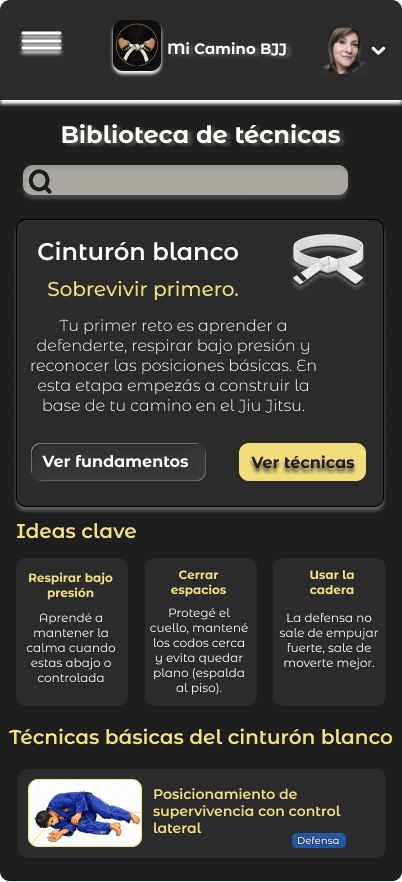 Mi Camino BJJ
Biblioteca de técnicas
Cinturón blanco
Sobrevivir primero.
Tu primer reto es aprender a
defenderte, respirar bajo presión y
reconocer las posiciones básicas. En
esta etapa empezás a construir la
base de tu camino en el Jiu Jitsu.
Ver fundamentos
Ver técnicas
Ideas clave
Respirar bajo
presión
Aprendé a
mantener la
calma cuando
estas abajo o
controlada
Cerrar
espacios
Protegé el
cuello, mantené
los codos cerca
y evita quedar
plano (espalda
al piso).
Usar la
cadera
La defensa no
sale de empujar
fuerte, sale de
moverte mejor.
Técnicas básicas del cinturón blanco
Posicionamiento de
supervivencia con control
lateral
Defensa